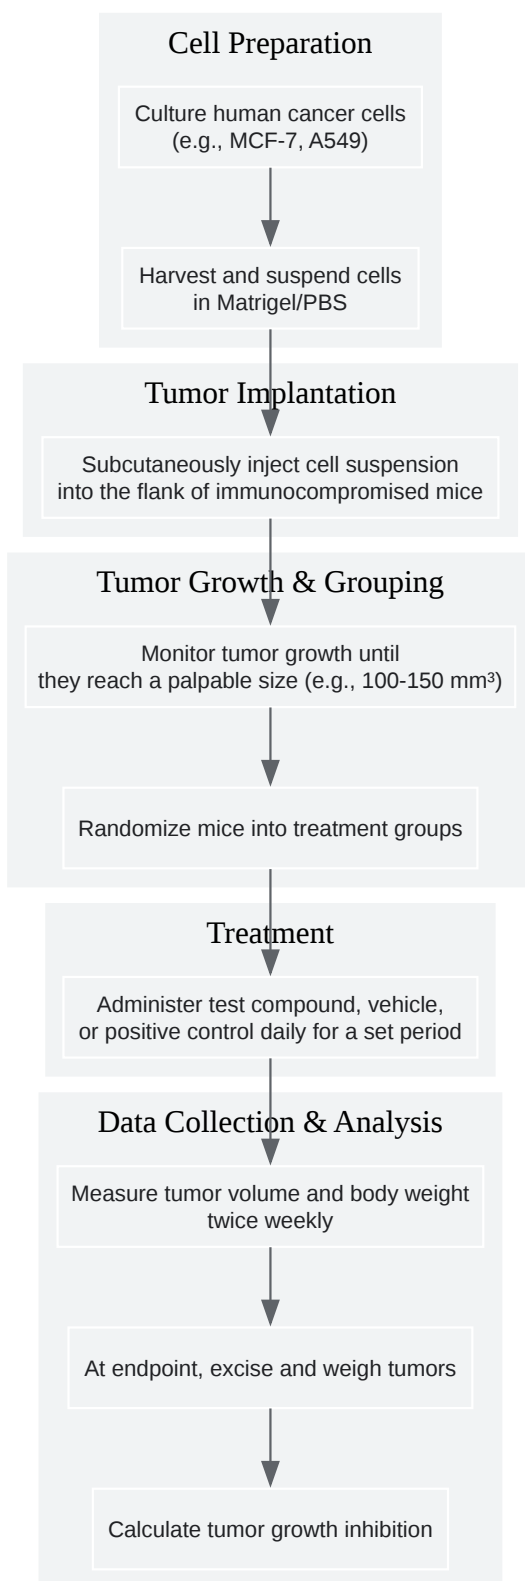 Cell Preparation
Culture human cancer cells
(e.g., MCF-7, A549)
Harvest and suspend cells
in Matrigel/PBS
Tumor Implantation
Subcutaneously inject cell suspension
into the flank of immunocompromised mice
Tumor Growth & Grouping
Monitor tumor growth until
they reach a palpable size (e.g., 100-150 mm³)
Randomize mice into treatment groups
Treatment
Administer test compound, vehicle,
or positive control daily for a set period
Data Collection & Analysis
Measure tumor volume and body weight
twice weekly
At endpoint, excise and weigh tumors
Calculate tumor growth inhibition